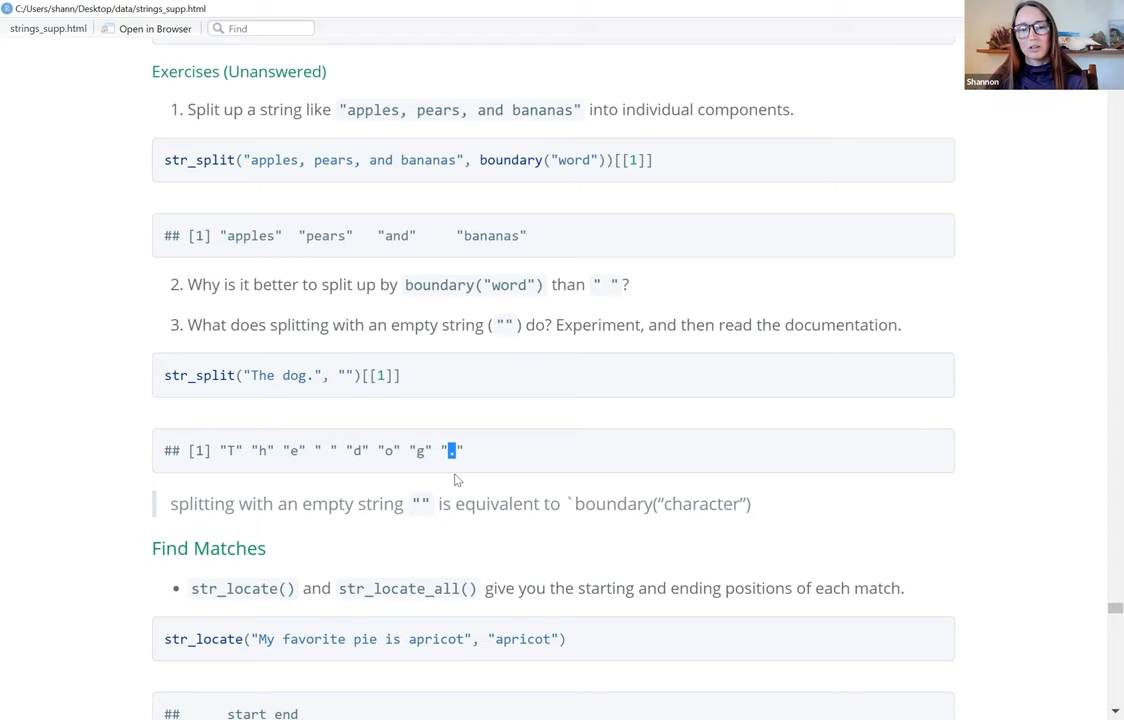 C:/Users/shann/Desktop/data/strings_supp.html
strings_supp.html Open in Browser Find
Shannon
Exercises (Unanswered)
1. Split up a string like "apples, pears, and bananas" into individual components.
str_split("apples, pears, and bananas", boundary("word"))[[1]]
## [1] "apples" "pears" "and" "bananas"
2. Why is it better to split up by boundary("word") than " "?
3. What does splitting with an empty string ("") do? Experiment, and then read the documentation.
str_split("The dog.", "")[[1]]
## [1] "T" "h" "e" " " "d" "o" "g" "."
splitting with an empty string "" is equivalent to `boundary(“character”)
Find Matches
• str_locate() and str_locate_all() give you the starting and ending positions of each match.
str_locate("My favorite pie is apricot", "apricot")
## start end